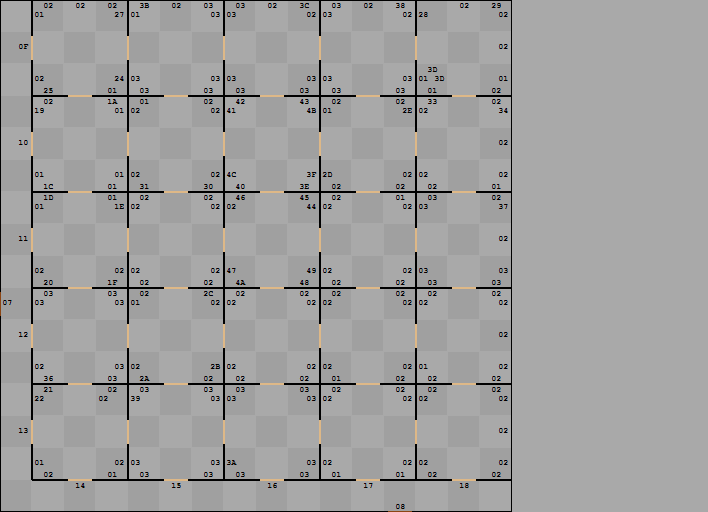 02 02 02 3B 02 03 03 02 3C 03 02 38 02 29
01 27 01 03 03 02 03 02 28 02
0F 02
3D
02 24 03 03 03 03 03 03 01 3D 01
25 01 03 03 03 03 03 03 01 02
02 1A 01 02 42 43 02 02 33 02
19 01 02 02 41 4B 01 2E 02 34
10 02
01 01 02 02 4C 3F 2D 02 02 02
1C 01 31 30 40 3E 02 02 02 01
1D 01 02 02 46 45 02 01 03 02
01 1E 02 02 02 44 02 02 03 37
11 02
02 02 02 02 47 49 02 02 03 03
20 1F 02 02 4A 48 02 02 03 03
03 03 02 2C 02 02 02 02 02 02
07 03 03 01 02 02 02 02 02 02 02
12 02
02 03 02 2B 02 02 02 02 01 02
36 03 2A 02 02 02 01 02 02 02
21 02 03 03 03 03 02 02 02 02
22 02 39 03 03 03 02 02 02 02
13 02
01 02 03 03 3A 03 02 02 02 02
02 01 03 03 03 03 01 01 02 02
14 15 16 17 18
08